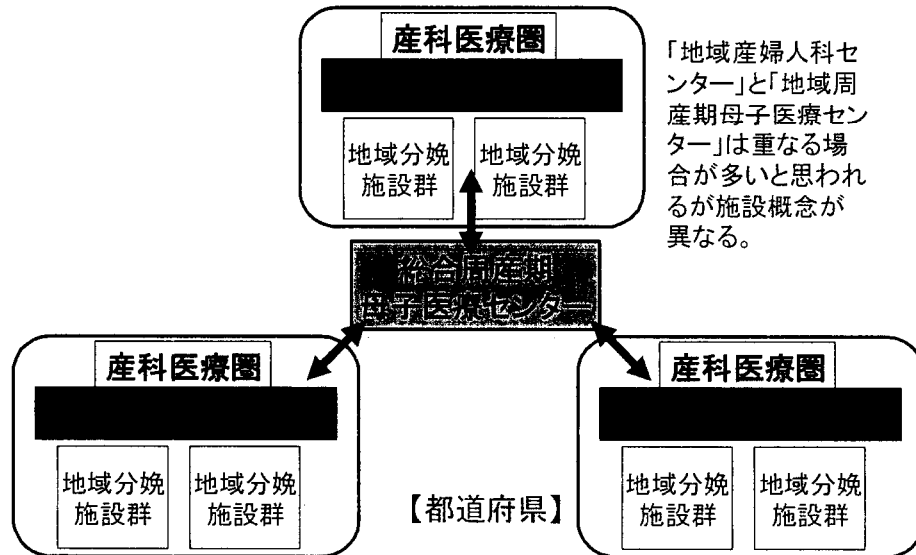 産科医療圏
地域分娩
施設群
地域分娩
施設群
「地域産婦人科セ
ンター」と「地域周
産期母子医療セン
ター」は重なる場
合が多いと思われ
るが施設概念が
異なる。
総合周産期
母子医療センター
産科医療圏
地域分娩
施設群
地域分娩
施設群
【都道府県】
産科医療圏
地域分娩
施設群
地域分娩
施設群